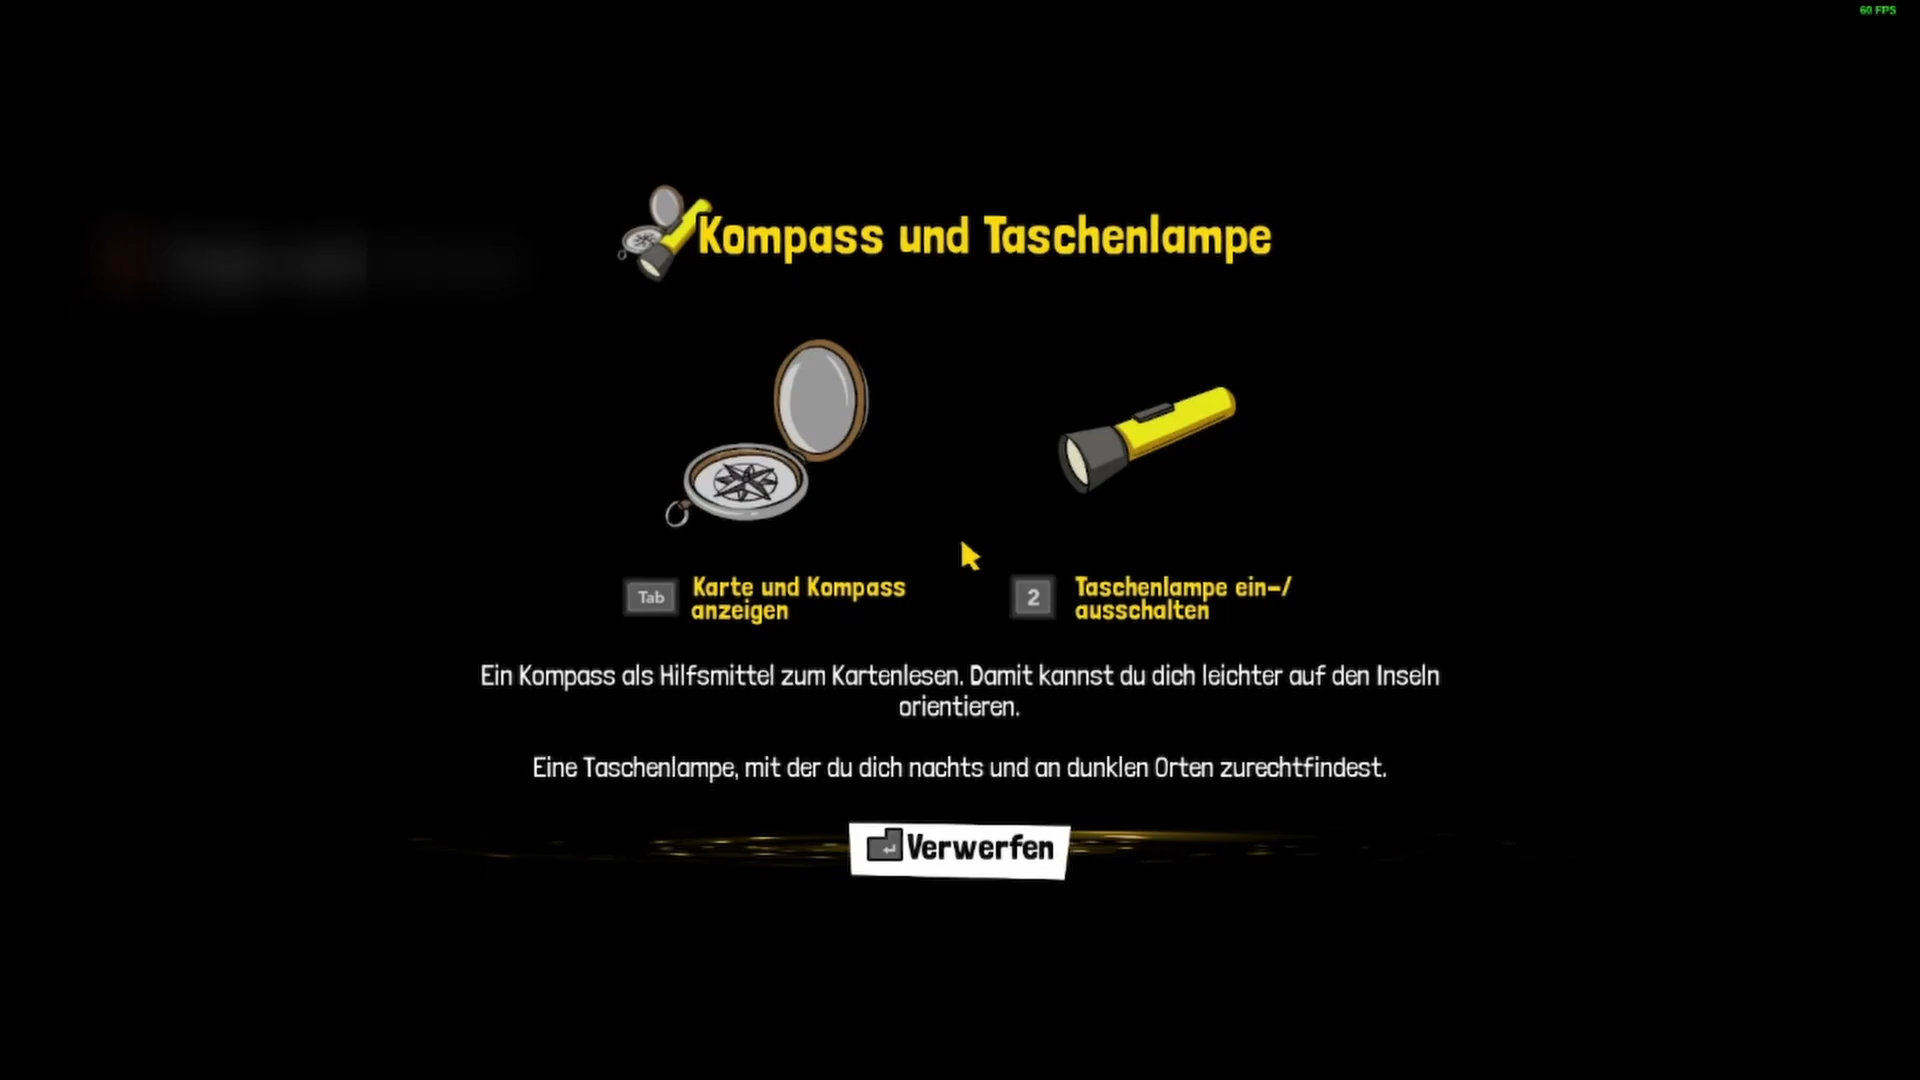 60 FPS
Kompass und Taschenlampe
Tab
Karte und Kompass
anzeigen
2
Taschenlampe ein-/
ausschalten
Ein Kompass als Hilfsmittel zum Kartenlesen. Damit kannst du dich leichter auf den Inseln
orientieren.
Eine Taschenlampe, mit der du dich nachts und an dunklen Orten zurechtfindest.
Verwerfen